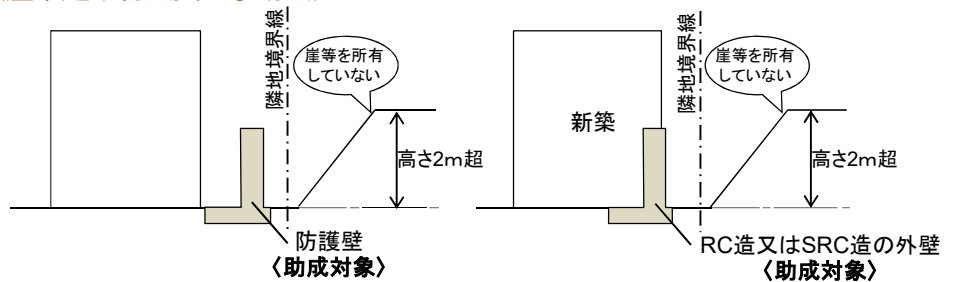 隣地境界線
崖等を所有
していない
高さ2m超
防護壁
〈助成対象〉
隣地境界線
崖等を所有
していない
新築
高さ2m超
RC造又はSRC造の外壁
〈助成対象〉